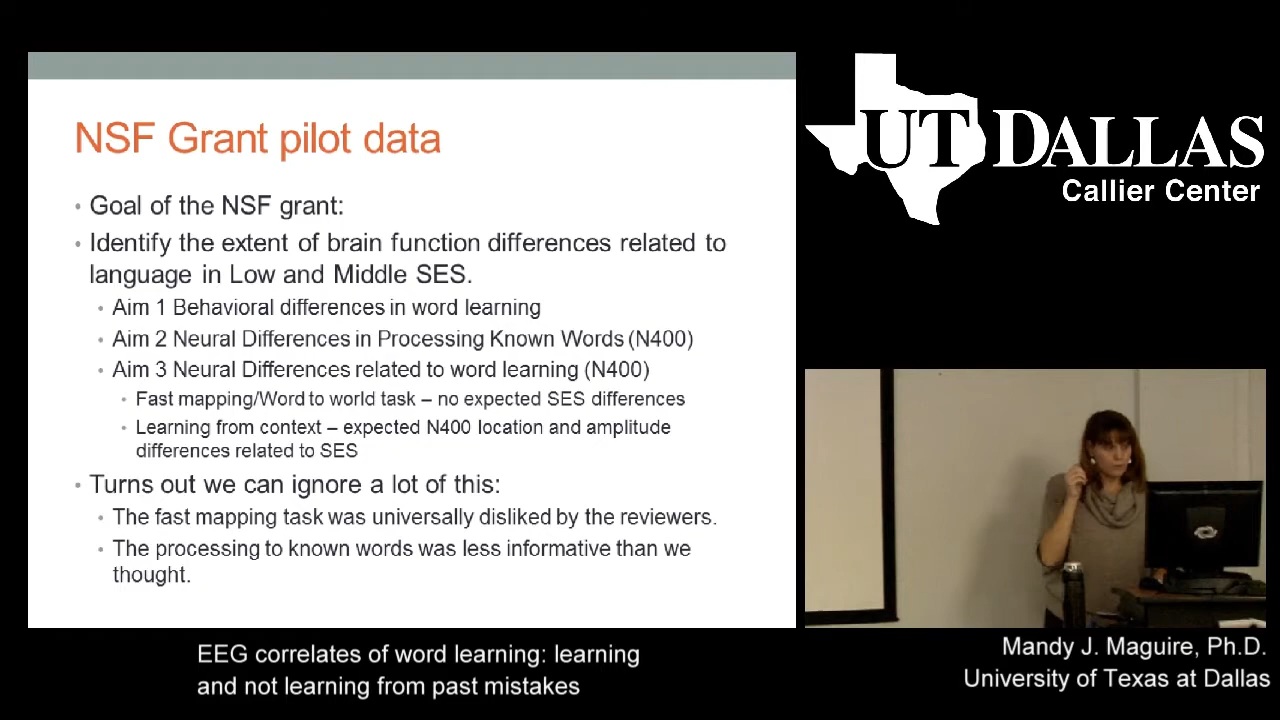 NSF Grant pilot data
• Goal of the NSF grant:
• Identify the extent of brain function differences related to
language in Low and Middle SES.
• Aim 1 Behavioral differences in word learning
• Aim 2 Neural Differences in Processing Known Words (N400)
• Aim 3 Neural Differences related to word learning (N400)
• Fast mapping/Word to world task – no expected SES differences
• Learning from context – expected N400 location and amplitude
differences related to SES
• Turns out we can ignore a lot of this:
• The fast mapping task was universally disliked by the reviewers.
• The processing to known words was less informative than we
thought.
UT DALLAS
Callier Center
EEG correlates of word learning: learning
and not learning from past mistakes
Mandy J. Maguire, Ph.D.
University of Texas at Dallas